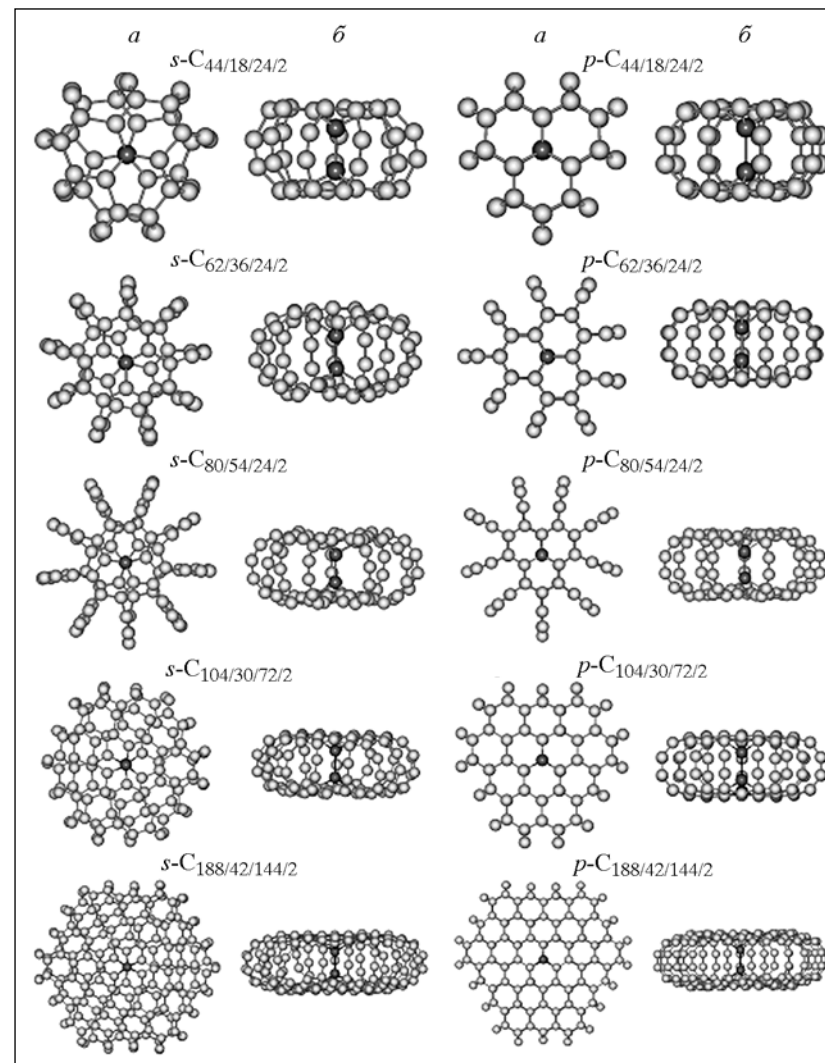 а б а б
s-C44/18/24/2 p-C44/18/24/2
s-C62/36/24/2 p-C62/36/24/2
s-C80/54/24/2 p-C80/54/24/2
s-C104/30/72/2 p-C104/30/72/2
s-C188/42/144/2 p-C188/42/144/2